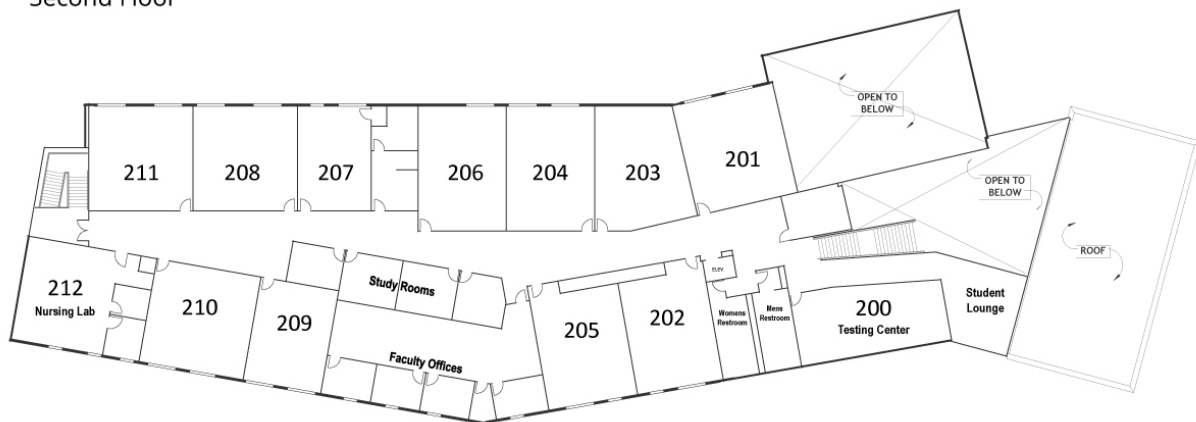 Second Floor
OPEN TO
BELOW
201
211
208
207
206
204
203
OPEN TO
BELOW
ROOF
ELEV.
Study Rooms
212
Nursing Lab
210
209
205
202
Womens
Restroom
Mens
Restroom
200
Testing Center
Student
Lounge
Faculty Offices